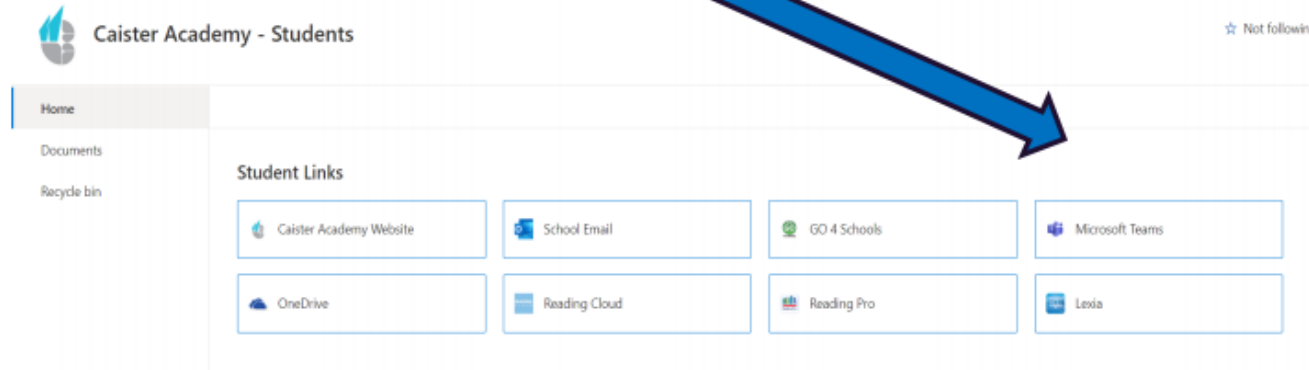 Caister Academy - Students
☆ Not followin
Home
Documents
Recycle bin
Student Links
Caister Academy Website
School Email
GO 4 Schools
Microsoft Teams
OneDrive
Reading Cloud
Reading Pro
Lexia